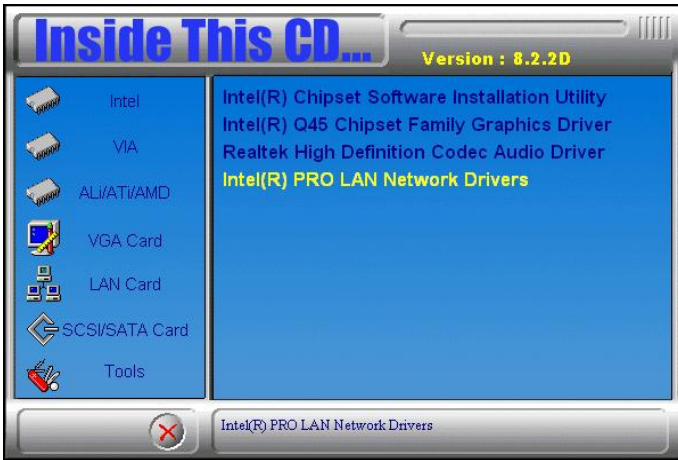 Inside This CD...
Version : 8.2.2D
Intel
VIA
ALi/ATi/AMD
VGA Card
LAN Card
SCSI/SATA Card
Tools
Intel(R) Chipset Software Installation Utility
Intel(R) Q45 Chipset Family Graphics Driver
Realtek High Definition Codec Audio Driver
Intel(R) PRO LAN Network Drivers
Intel(R) PRO LAN Network Drivers